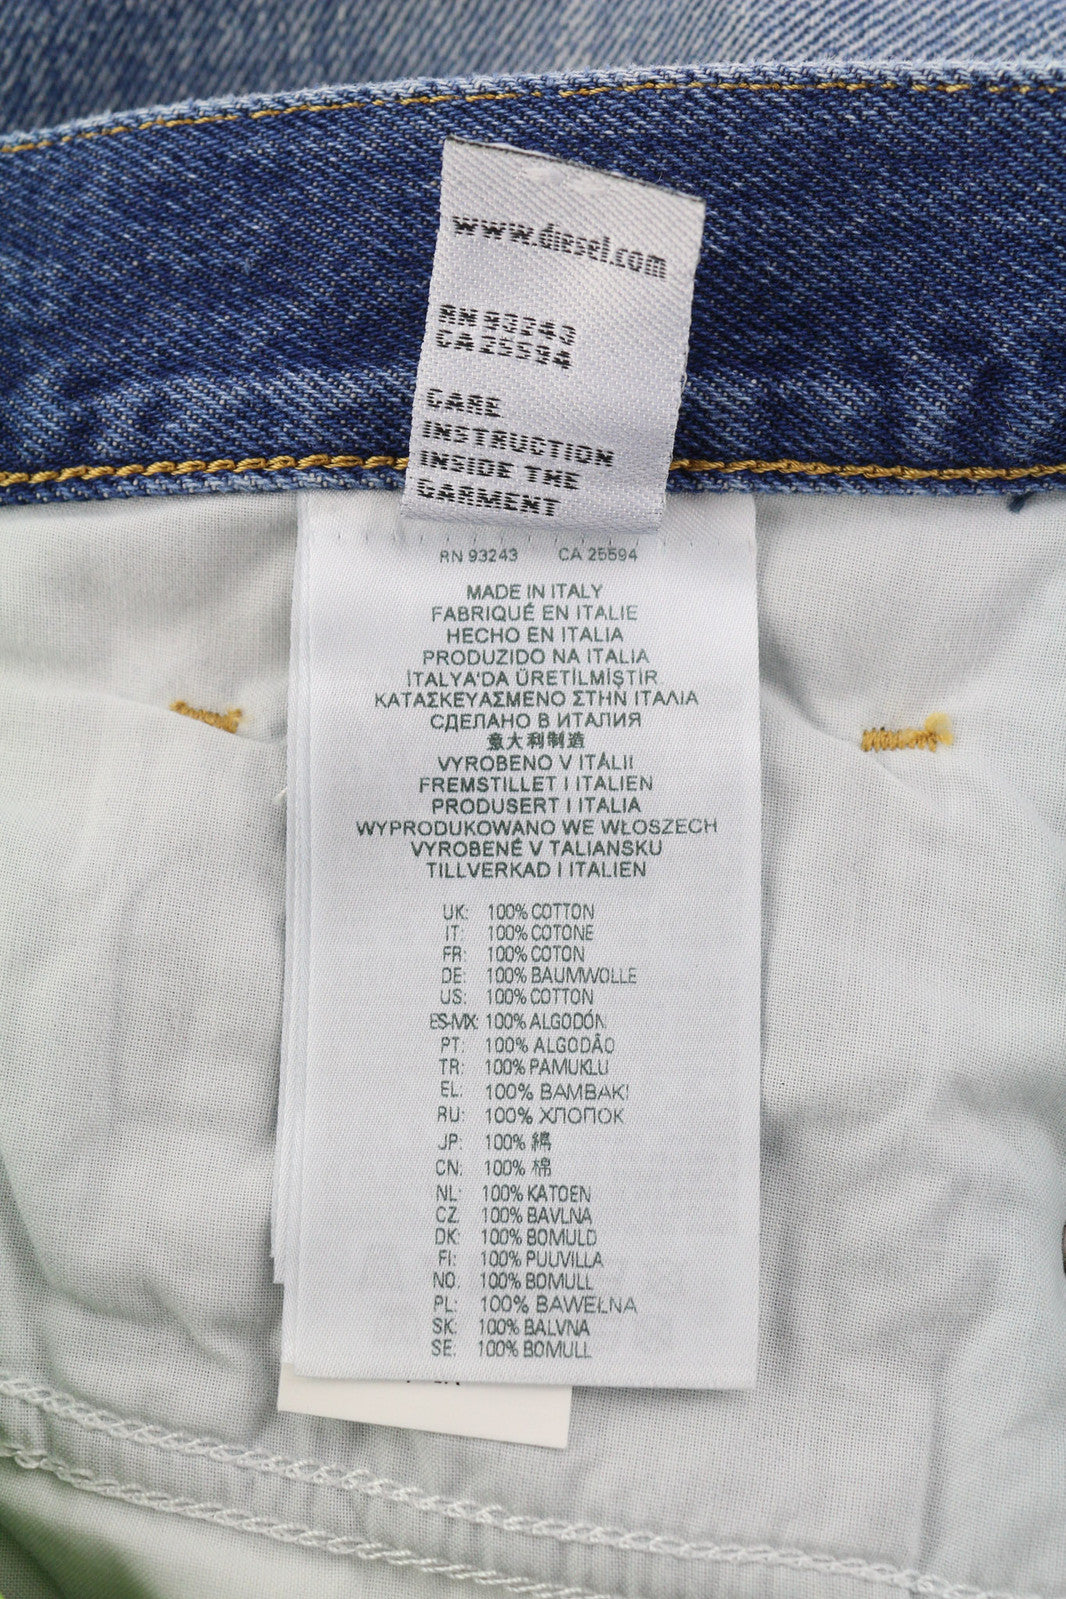 www.diesel.com
RN 93243
CA 25594
CARE
INSTRUCTION
INSIDE THE
GARMENT
RN 93243 CA 25594
MADE IN ITALY
FABRIQUÉ EN ITALIE
HECHO EN ITALIA
PRODUZIDO NA ITALIA
İTALYA'DA ÜRETİLMİŞTİR
ΚΑΤΑΣΚΕΥΑΣΜΕΝΟ ΣΤΗΝ ΙΤΑΛΙΑ
СДЕЛАНО В ИТАЛИЯ
意大利制造
VYROBENO V ITÁLII
FREMSTILLET I ITALIEN
PRODUSERT I ITALIA
WYPRODUKOWANO WE WŁOSZECH
VYROBENÉ V TALIANSKU
TILLVERKAD I ITALIEN
UK: 100% COTTON
IT: 100% COTONE
FR: 100% COTON
DE: 100% BAUMWOLLE
US: 100% COTTON
ES-MX: 100% ALGODÓN
PT: 100% ALGODÃO
TR: 100% PAMUKLU
EL: 100% ΒΑΜΒΑΚΙ
RU: 100% ХЛОПОК
JP: 100% 綿
CN: 100% 棉
NL: 100% KATOEN
CZ: 100% BAVLNA
DK: 100% BOMULD
FI: 100% PUUVILLA
NO. 100% BOMULL
PL: 100% BAWEŁNA
SK: 100% BALVNA
SE: 100% BOMULL